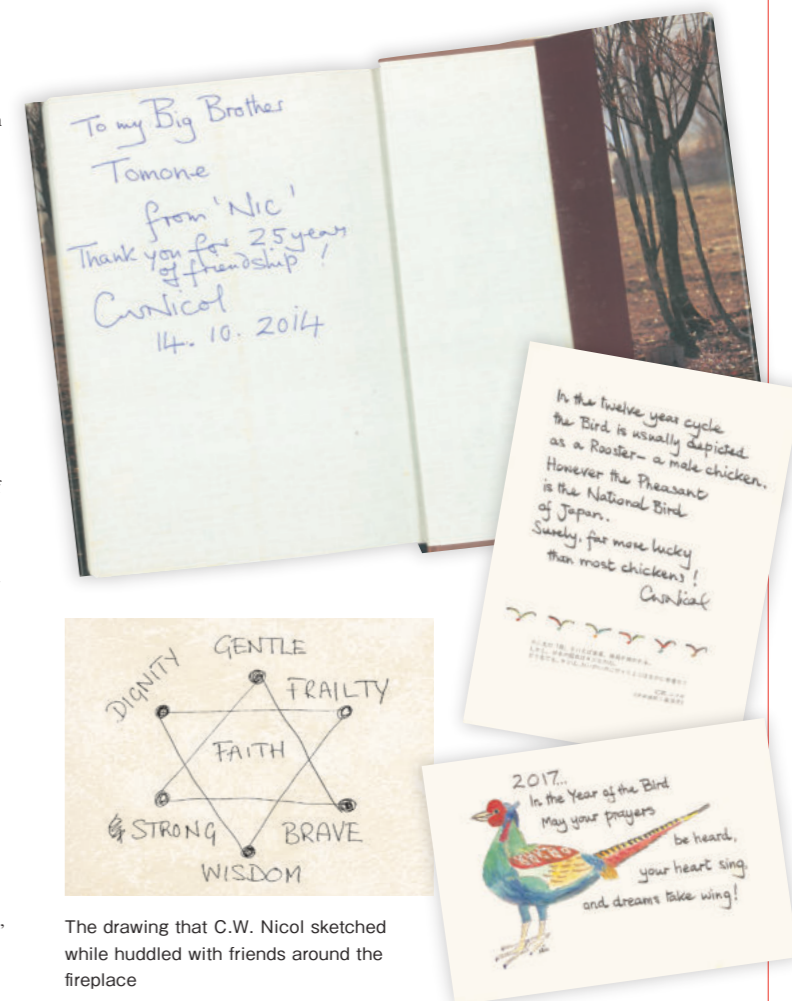 To my Big Brother
Tomone
from 'NIC'
Thank you for 25 years
of friendship !
CWNicol
14. 10. 2014
In the twelve year cycle
the Bird is usually depicted
as a Rooster – a male chicken.
However the Pheasant
is the National Bird
of Japan.
Surely, far more lucky
than most chickens !
CWNicol
GENTLE
DIGNITY
FRAILTY
FAITH
STRONG
BRAVE
WISDOM
2017...
In the Year of the Bird
May your prayers
be heard,
your heart sing,
and dreams take wing!
The drawing that C.W. Nicol sketched
while huddled with friends around the
fireplace